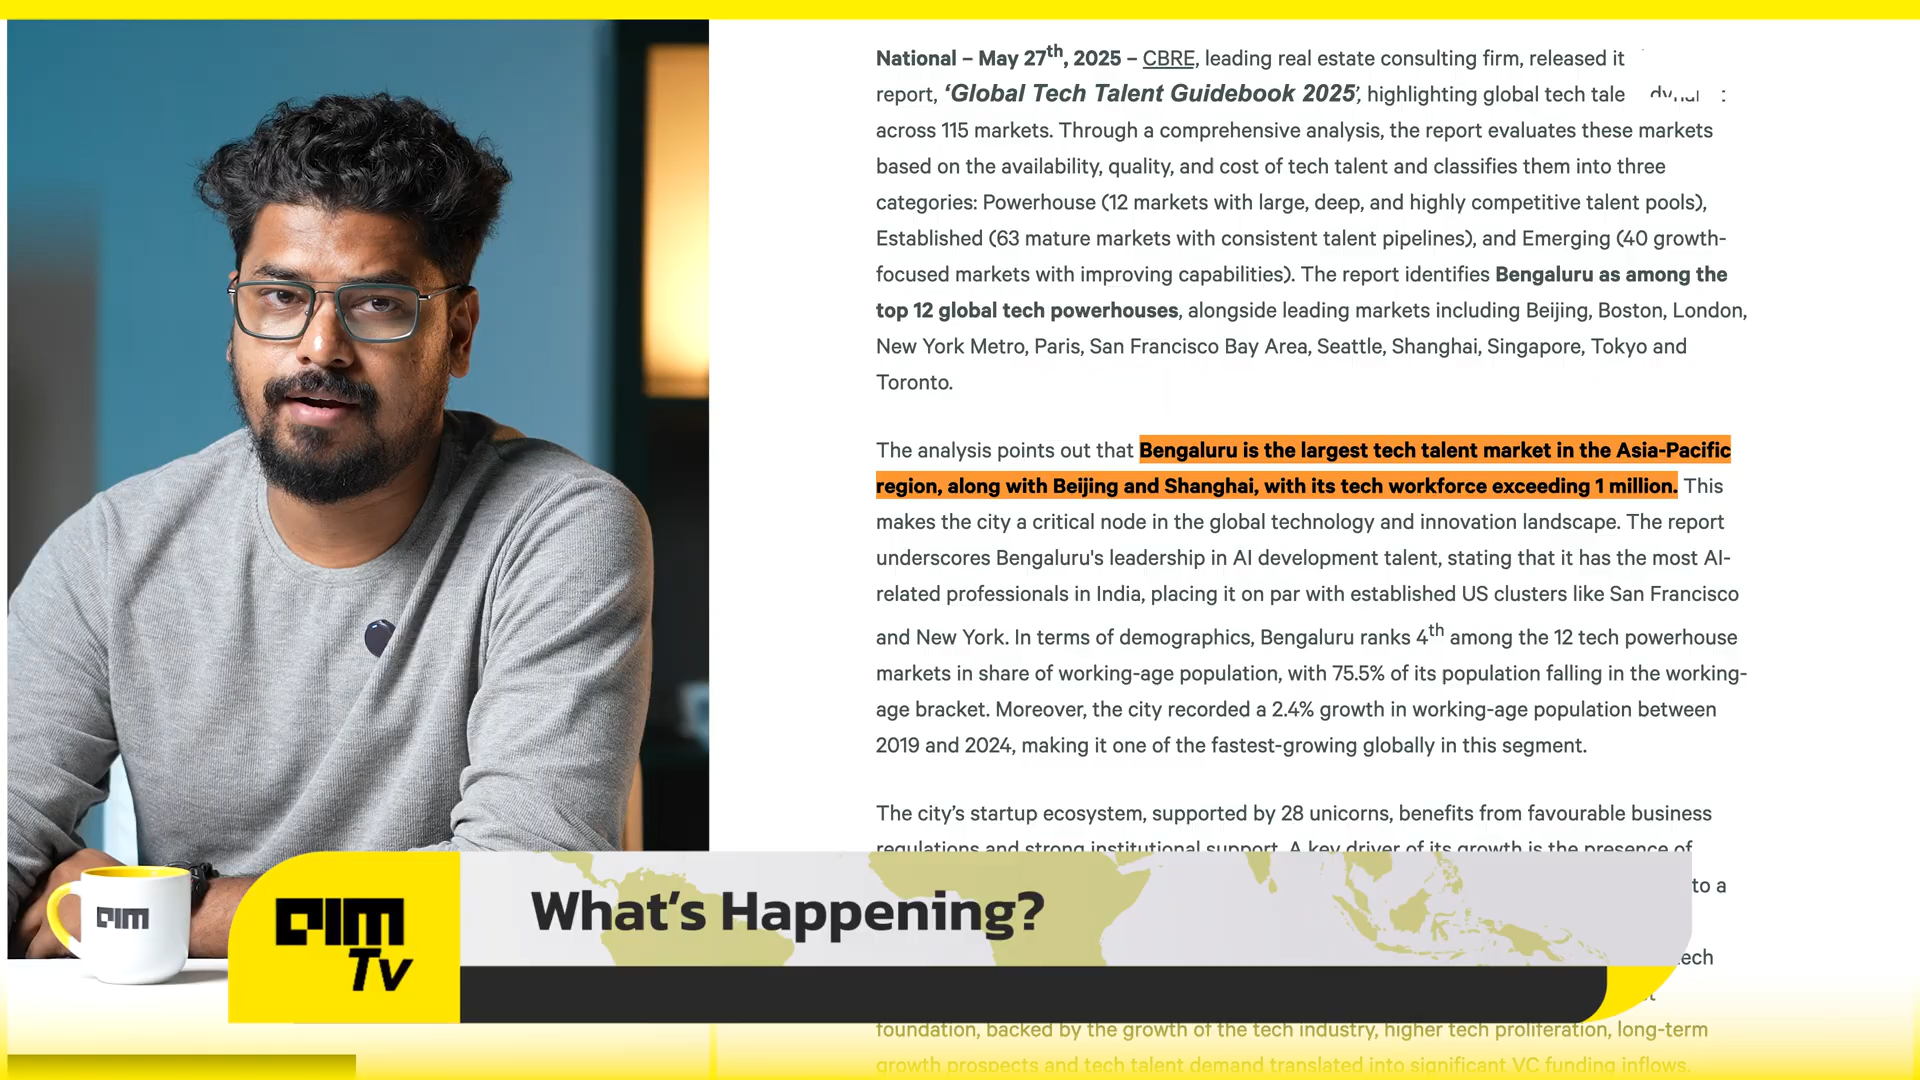 National – May 27th, 2025 – CBRE, leading real estate consulting firm, released it
report, ‘Global Tech Talent Guidebook 2025’, highlighting global tech tale
across 115 markets. Through a comprehensive analysis, the report evaluates these markets
based on the availability, quality, and cost of tech talent and classifies them into three
categories: Powerhouse (12 markets with large, deep, and highly competitive talent pools),
Established (63 mature markets with consistent talent pipelines), and Emerging (40 growth-
focused markets with improving capabilities). The report identifies Bengaluru as among the
top 12 global tech powerhouses, alongside leading markets including Beijing, Boston, London,
New York Metro, Paris, San Francisco Bay Area, Seattle, Shanghai, Singapore, Tokyo and
Toronto.
The analysis points out that Bengaluru is the largest tech talent market in the Asia-Pacific
region, along with Beijing and Shanghai, with its tech workforce exceeding 1 million. This
makes the city a critical node in the global technology and innovation landscape. The report
underscores Bengaluru's leadership in AI development talent, stating that it has the most AI-
related professionals in India, placing it on par with established US clusters like San Francisco
and New York. In terms of demographics, Bengaluru ranks 4th among the 12 tech powerhouse
markets in share of working-age population, with 75.5% of its population falling in the working-
age bracket. Moreover, the city recorded a 2.4% growth in working-age population between
2019 and 2024, making it one of the fastest-growing globally in this segment.
The city’s startup ecosystem, supported by 28 unicorns, benefits from favourable business
regulations and strong institutional support. A key driver of its growth is the presence of
to a
foundation, backed by the growth of the tech industry, higher tech proliferation, long-term
growth prospects and tech talent demand translated into significant VC funding inflows.
AIM
AIM
Tv
What’s Happening?